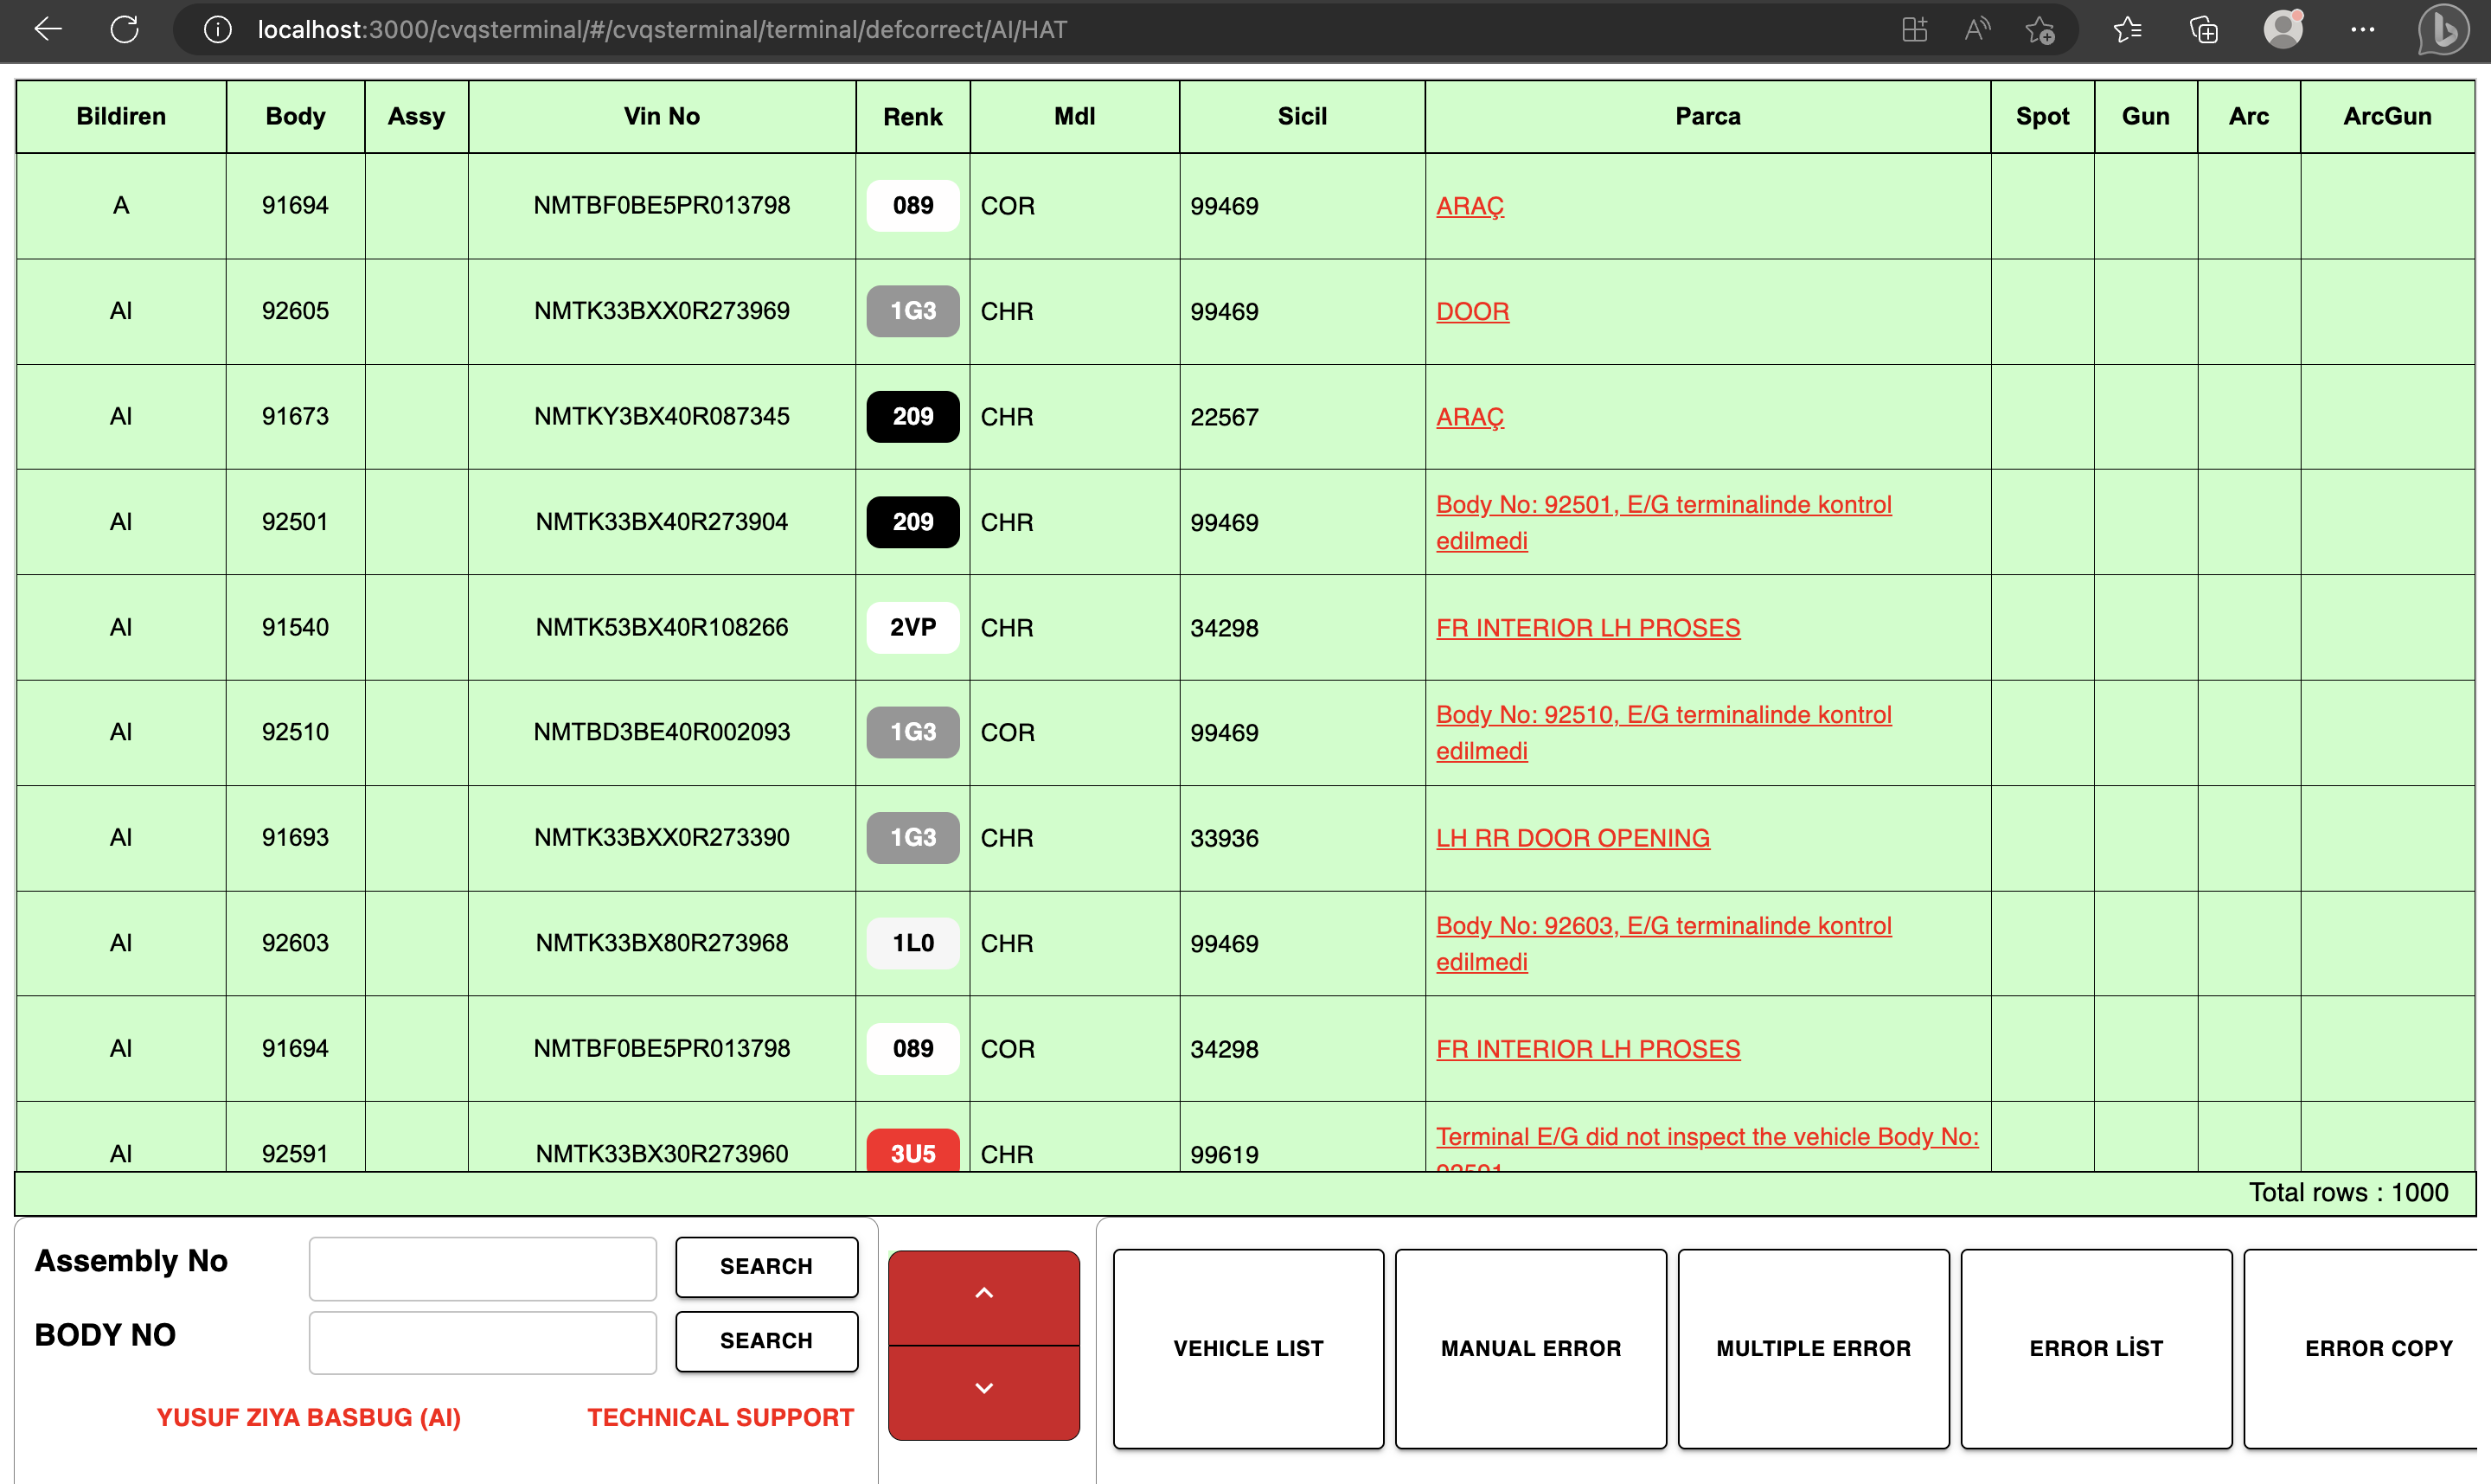 localhost:3000/cvqsterminal/#/cvqsterminal/terminal/defcorrect/AI/HAT
Bildiren Body Assy Vin No Renk Mdl Sicil Parca Spot Gun Arc ArcGun
A 91694 NMTBF0BE5PR013798 089 COR 99469 ARAÇ
AI 92605 NMTK33BXX0R273969 1G3 CHR 99469 DOOR
AI 91673 NMTKY3BX40R087345 209 CHR 22567 ARAÇ
AI 92501 NMTK33BX40R273904 209 CHR 99469 Body No: 92501, E/G terminalinde kontrol
edilmedi
AI 91540 NMTK53BX40R108266 2VP CHR 34298 FR INTERIOR LH PROSES
AI 92510 NMTBD3BE40R002093 1G3 COR 99469 Body No: 92510, E/G terminalinde kontrol
edilmedi
AI 91693 NMTK33BXX0R273390 1G3 CHR 33936 LH RR DOOR OPENING
AI 92603 NMTK33BX80R273968 1L0 CHR 99469 Body No: 92603, E/G terminalinde kontrol
edilmedi
AI 91694 NMTBF0BE5PR013798 089 COR 34298 FR INTERIOR LH PROSES
AI 92591 NMTK33BX30R273960 3U5 CHR 99619 Terminal E/G did not inspect the vehicle Body No:
Total rows : 1000
Assembly No SEARCH
BODY NO SEARCH
YUSUF ZIYA BASBUG (AI) TECHNICAL SUPPORT
VEHICLE LIST MANUAL ERROR MULTIPLE ERROR ERROR LİST ERROR COPY